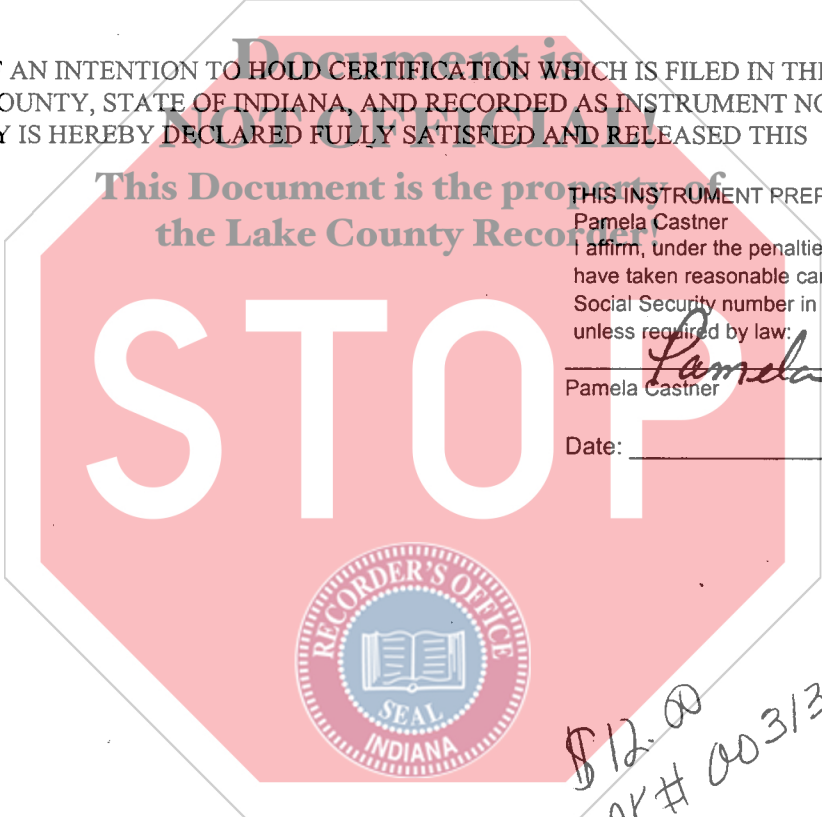 Document is
AN INTENTION TO HOLD CERTIFICATION WHICH IS FILED IN THE
OUNTY, STATE OF INDIANA, AND RECORDED AS INSTRUMENT NO
NOT OFFICIAL!
Y IS HEREBY DECLARED FULLY SATISFIED AND RELEASED THIS
This Document is the property of
the Lake County Recorder!
THIS INSTRUMENT PREP
Pamela Castner
I affirm, under the penaltie
have taken reasonable car
Social Security number in
unless required by law:
Pamela
Pamela Castner
Date:
STOP
RECORDER'S OFFICE
SEAL
INDIANA
$12.00
# 00313